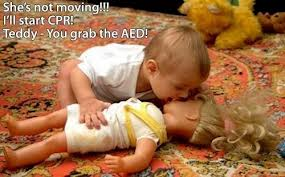 She's not moving!!!
I'll start CPR!
Teddy - You grab the AED!